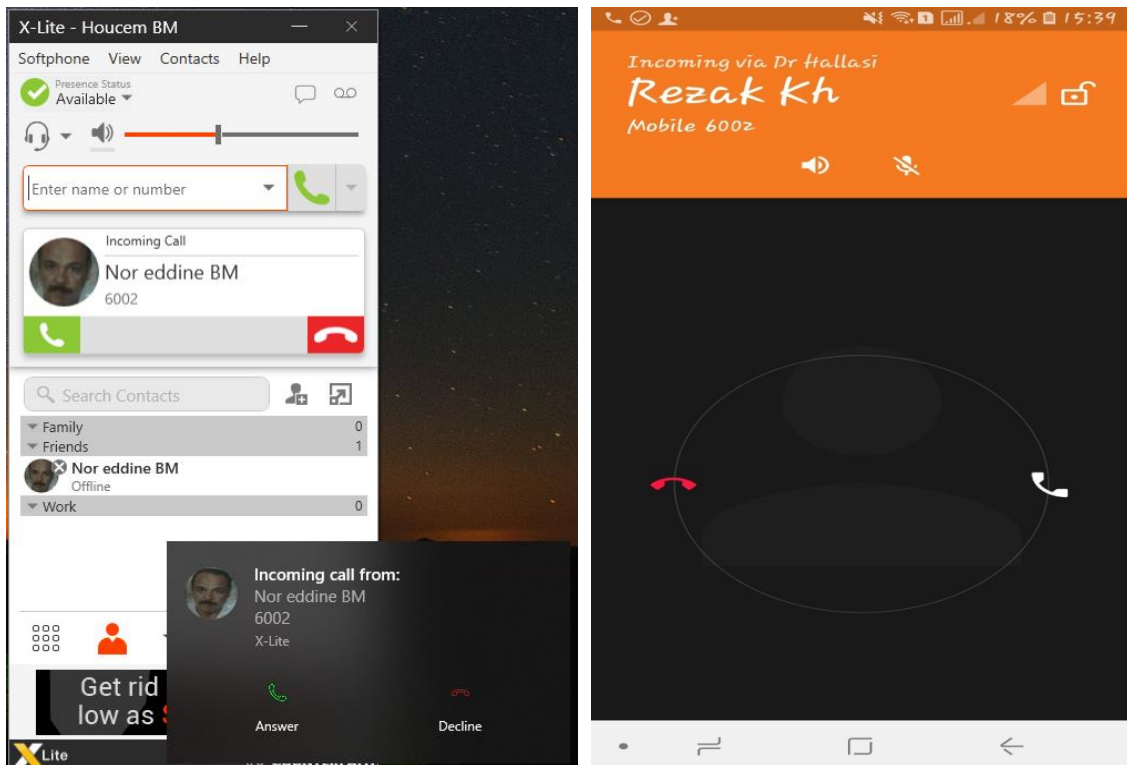 X-Lite - Houcem BM
Softphone View Contacts Help
Presence Status
Available
Enter name or number
Incoming Call
Nor eddine BM
6002
Search Contacts
Family 0
Friends 1
Nor eddine BM
Offline
Work 0
Incoming call from:
Nor eddine BM
6002
X-Lite
Answer Decline
Get rid
low as
X Lite
1 18% 15:39
Incoming via Dr Hallasi
Rezak Kh
Mobile 6002